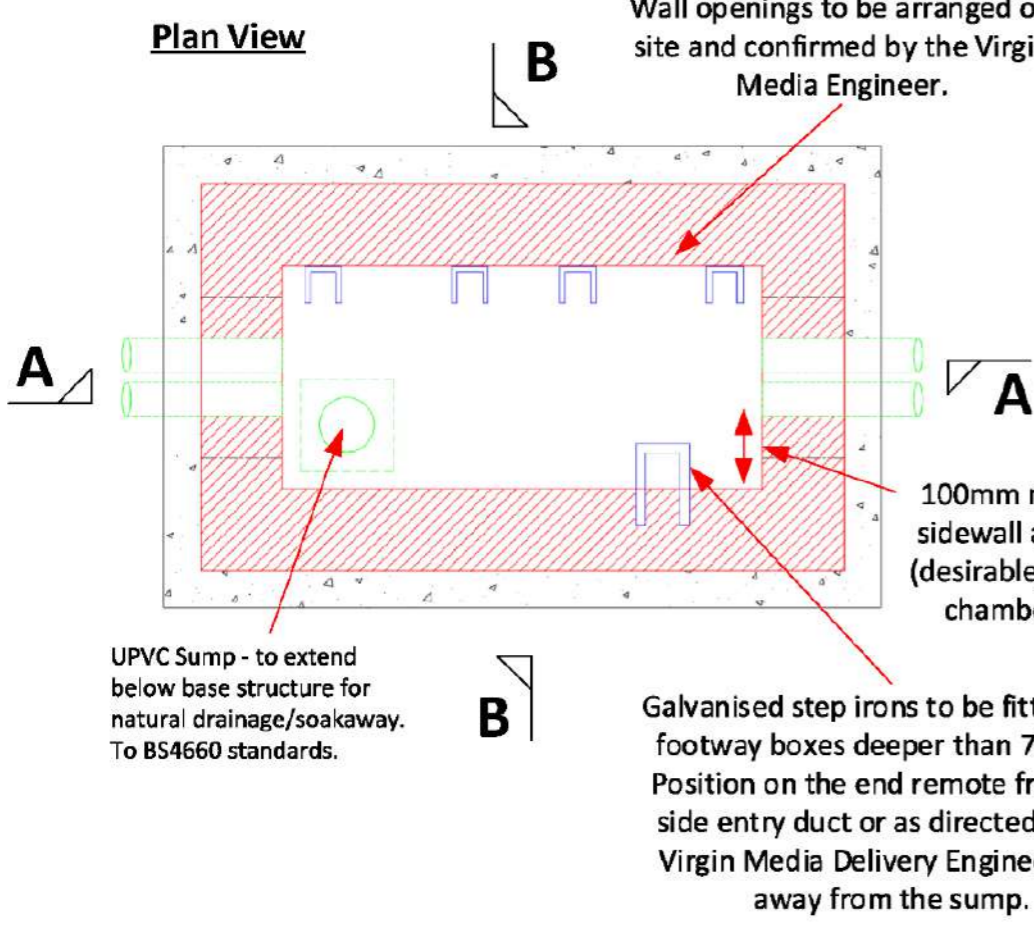 Plan View
Wall openings to be arranged o
site and confirmed by the Virgi
Media Engineer.
B
A
A
100mm
sidewall
(desirable
chamb
UPVC Sump - to extend
below base structure for
natural drainage/soakaway.
To BS4660 standards.
B
Galvanised step irons to be fitt
footway boxes deeper than 7
Position on the end remote fr
side entry duct or as directed
Virgin Media Delivery Engine
away from the sump.